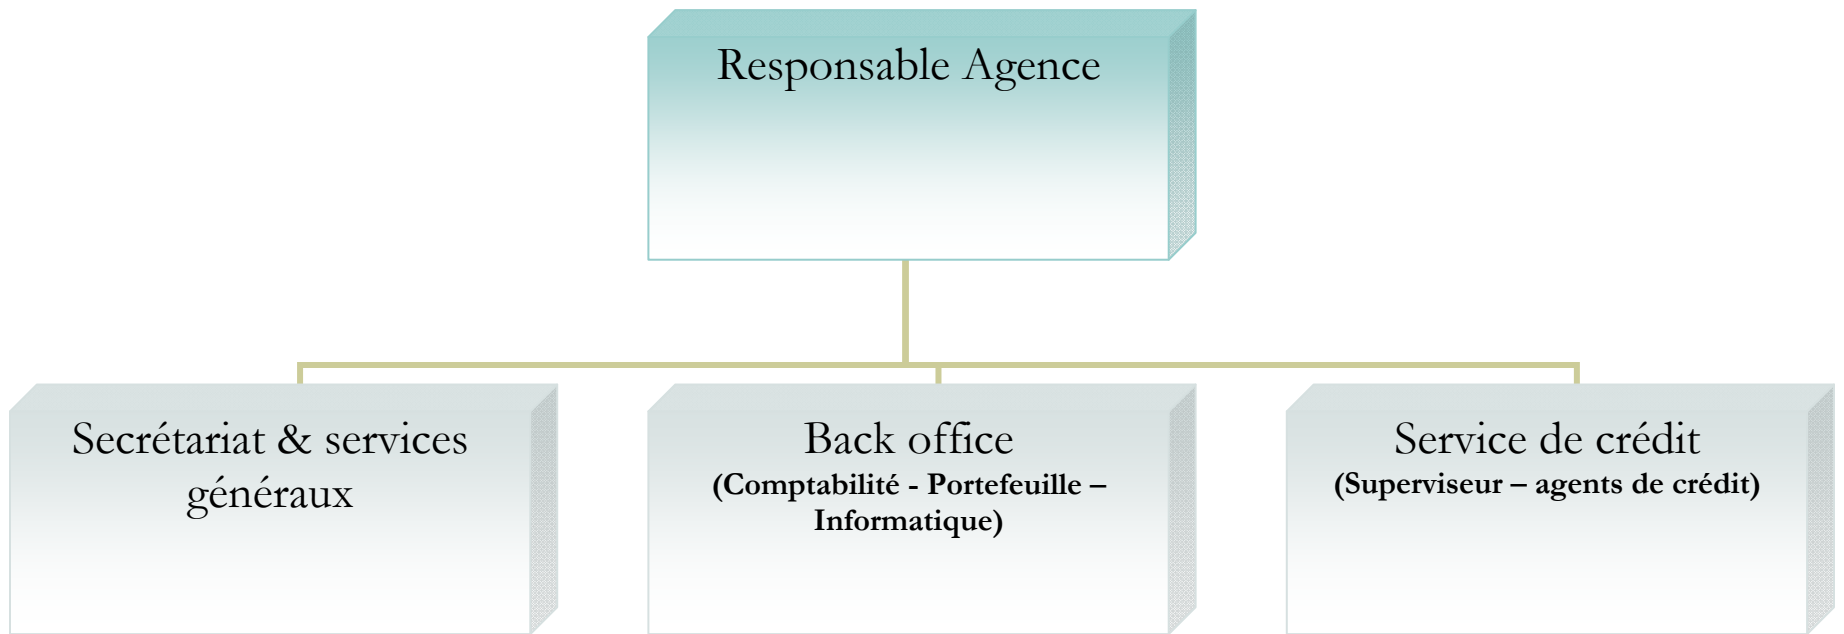 Responsable Agence
Secrétariat & services
généraux
Back office
(Comptabilité - Portefeuille –
Informatique)
Service de crédit
(Superviseur – agents de crédit)